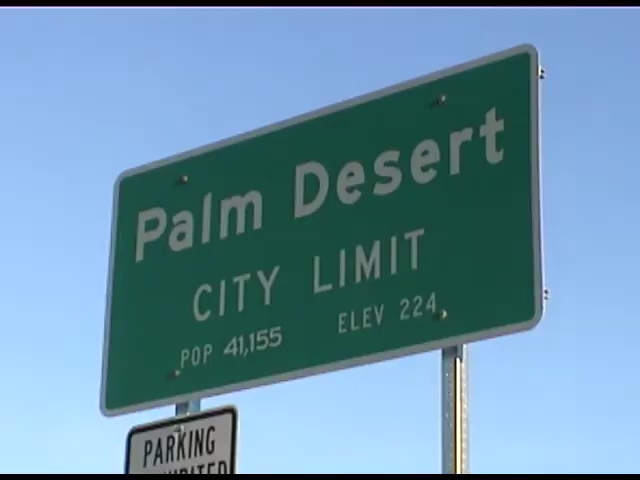 Palm Desert
CITY LIMIT
POP 41,155 ELEV 224
PARKING